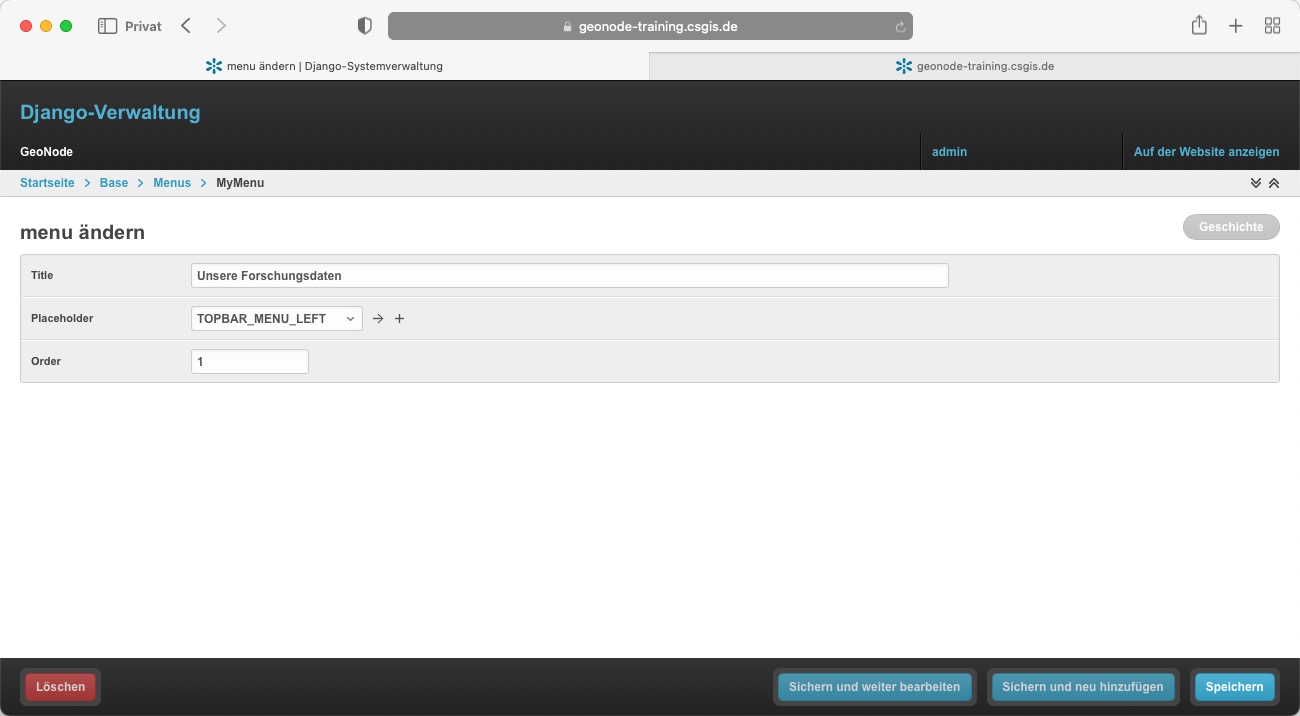 Privat
geonode-training.csgis.de
menu ändern | Django-Systemverwaltung
geonode-training.csgis.de
Django-Verwaltung
GeoNode
admin
Auf der Website anzeigen
Startseite > Base > Menus > MyMenu
menu ändern
Geschichte
Title
Unsere Forschungsdaten
Placeholder
TOPBAR_MENU_LEFT
Order
1
Löschen
Sichern und weiter bearbeiten
Sichern und neu hinzufügen
Speichern